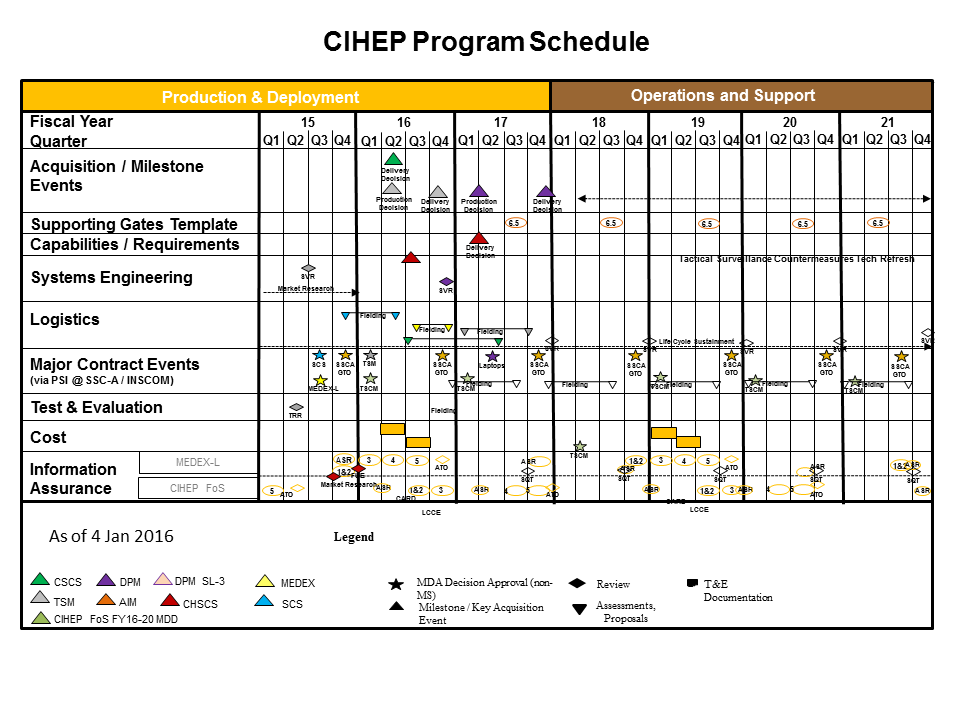 CIHEP Program Schedule
Production & Deployment
Operations and Support
Fiscal Year
15 16 17 18 19 20 21
Quarter
Q1 Q2 Q3 Q4 Q1 Q2 Q3 Q4 Q1 Q2 Q3 Q4 Q1 Q2 Q3 Q4 Q1 Q2 Q3 Q4 Q1 Q2 Q3 Q4 Q1 Q2 Q3 Q4
Acquisition / Milestone
Events
Delivery
Decision
Production
Decision
Delivery
Decision
Production
Decision
Delivery
Decision
Supporting Gates Template
6.5 6.5 6.5 6.5 6.5
Capabilities / Requirements
Delivery
Decision
Systems Engineering
Tactical Surveillance Countermeasures Tech Refresh
SVR
Market Research
SVR
Logistics
Fielding
Fielding
Fielding
Life Cycle Sustainment
SVR SVR SVR SVR SVR
Major Contract Events
(via PSI @ SSC-A / INSCOM)
SCS
MEDEX-L
SSCA
GTO
TSM
TSCM
SSCA
GTO
TSCM
Laptops
Fielding
SSCA
GTO
Fielding
SSCA
GTO
TSCM
Fielding
SSCA
GTO
TSCM
Fielding
SSCA
GTO
TSCM
Fielding
SSCA
GTO
Test & Evaluation
TRR
Fielding
Cost
TSCM
Information
Assurance
MEDEX-L
CIHEP FoS
ASR 3 4 5 ATO ASR 1&2 3 4 5 ATO ASR 1&2 ASR
1&2
Market Research
SQT ASR SQT SQT SQT SQT
5 ATO ASR 1&2 3 ASR 4 5 ATO ASR 1&2 3 ASR 4 5 ATO ASR
CARD CARD
LCCE LCCE
As of 4 Jan 2016
Legend
CSCS DPM DPM SL-3 MEDEX
TSM AIM CHSCS SCS
CIHEP FoS FY16-20 MDD
MDA Decision Approval (non-
MS)
Milestone / Key Acquisition
Event
Review
Assessments,
Proposals
T&E
Documentation